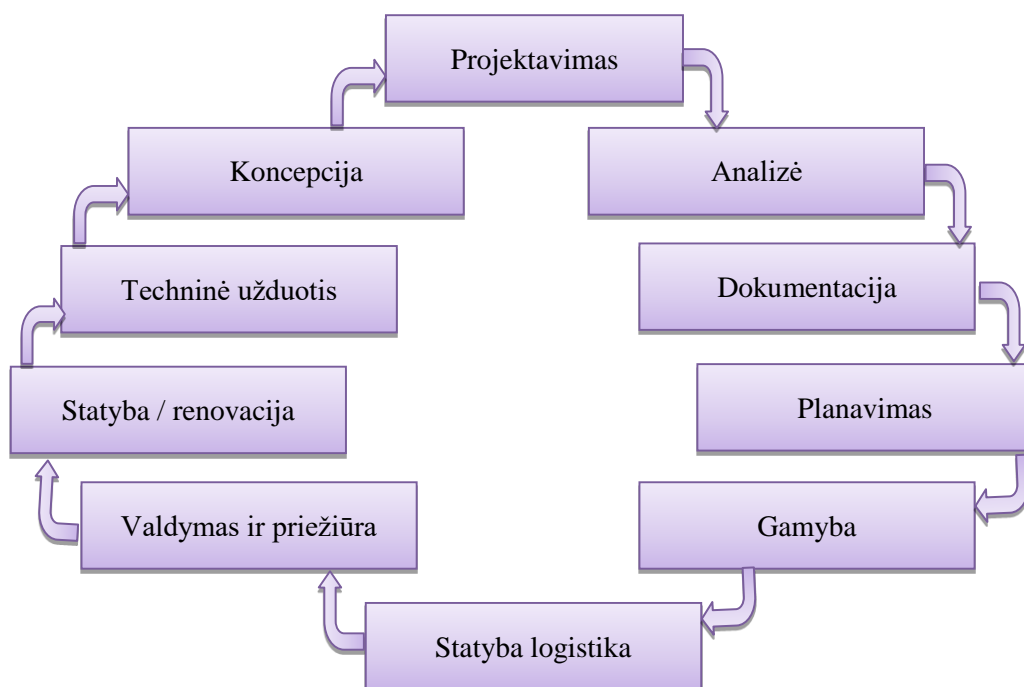 Projektavimas
Koncepcija
Analizė
Techninė užduotis
Dokumentacija
Statyba / renovacija
Planavimas
Valdymas ir priežiūra
Gamyba
Statyba logistika